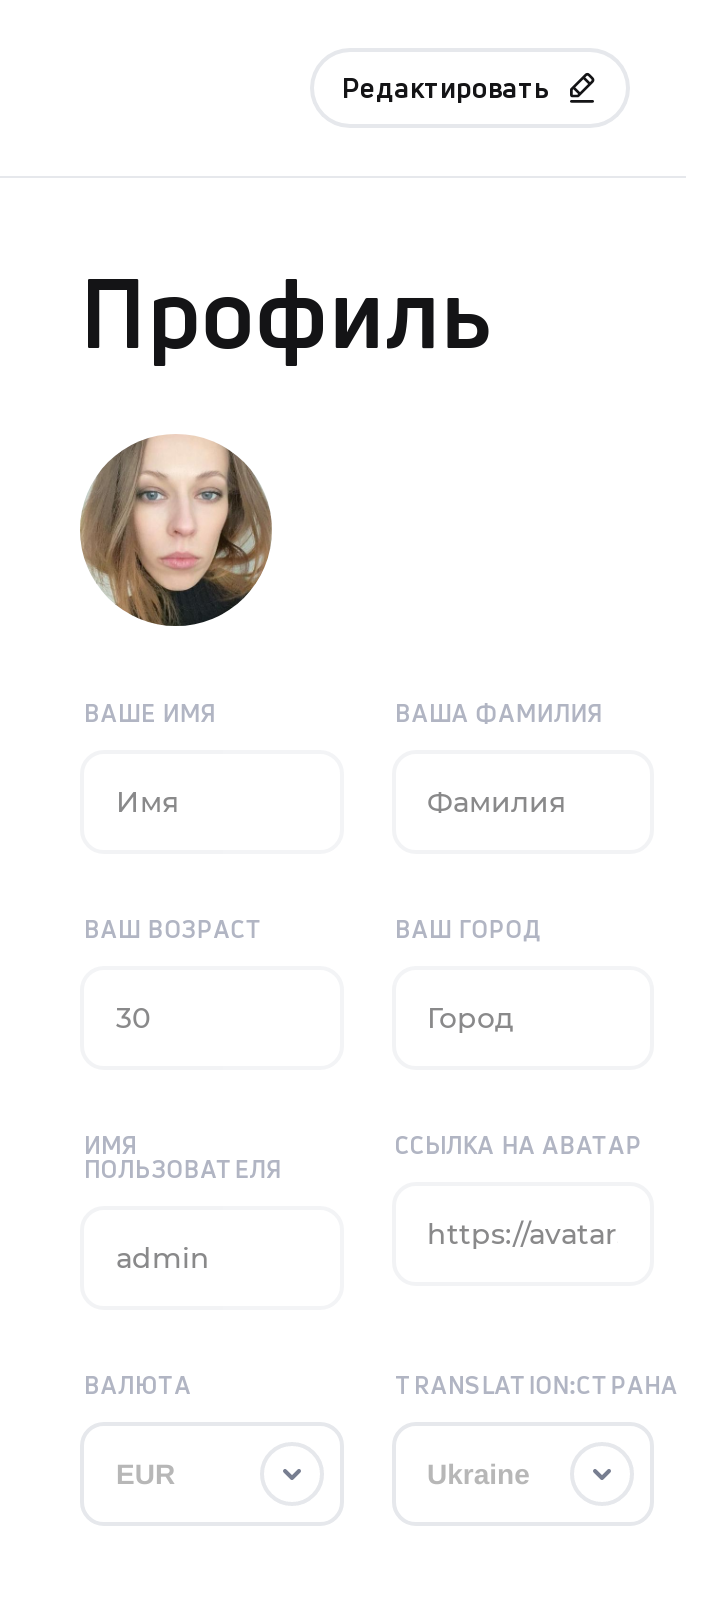 Редактировать
Профиль
ВАШЕ ИМЯ
ВАША ФАМИЛИЯ
Имя
Фамилия
ВАШ ВОЗРАСТ
ВАШ ГОРОД
30
Город
ИМЯ
ПОЛЬЗОВАТЕЛЯ
ССЫЛКА НА АВАТАР
admin
https://avatar
ВАЛЮТА
TRANSLATION:СТРАНА
EUR
Ukraine